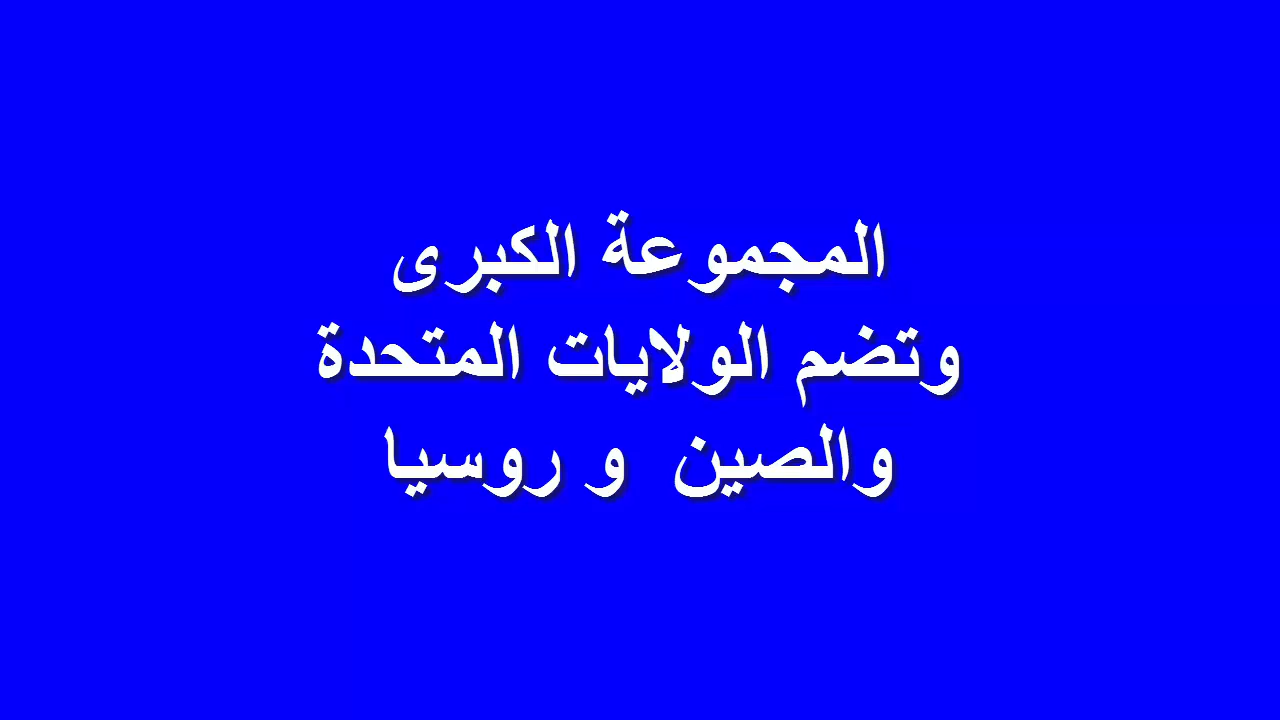 المجموعة الكبرى
وتضم الولايات المتحدة
والصين و روسيا